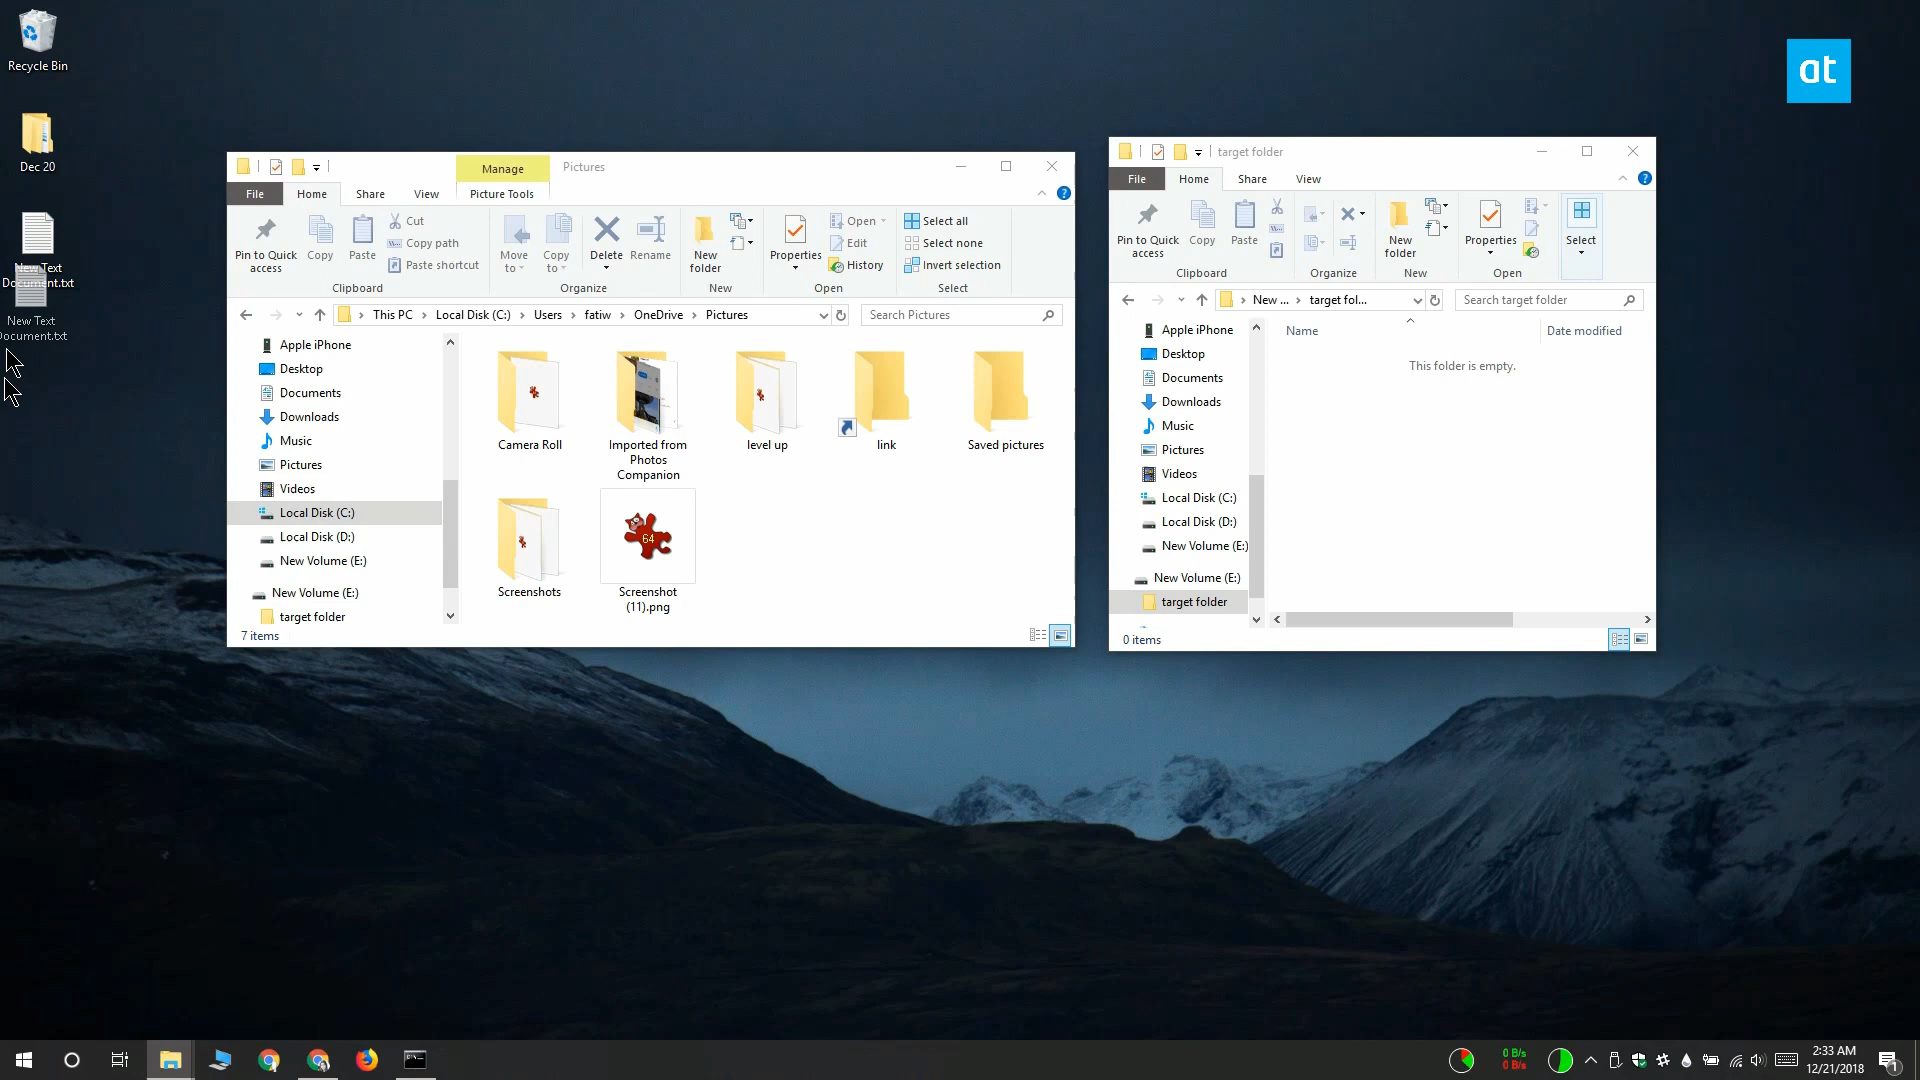 Recycle Bin
at
Dec 20
New Text
Document.txt
New Text
Document.txt
Manage
Pictures
File
Home
Share
View
Picture Tools
Pin to Quick
access
Copy
Paste
Cut
Copy path
Paste shortcut
Clipboard
Move
to
Copy
to
Delete
Rename
Organize
New
folder
New
Properties
Open
Edit
History
Open
Select all
Select none
Invert selection
Select
This PC
Local Disk (C:)
Users
fatiw
OneDrive
Pictures
Search Pictures
Apple iPhone
Desktop
Documents
Downloads
Music
Pictures
Videos
Local Disk (C:)
Local Disk (D:)
New Volume (E:)
New Volume (E:)
target folder
Camera Roll
Imported from
Photos
Companion
level up
link
Saved pictures
Screenshots
64
Screenshot
(11).png
7 items
target folder
File
Home
Share
View
Pin to Quick
access
Copy
Paste
Clipboard
Organize
New
folder
New
Properties
Open
Select
New ...
target fol...
Search target folder
Apple iPhone
Desktop
Documents
Downloads
Music
Pictures
Videos
Local Disk (C:)
Local Disk (D:)
New Volume (E:)
New Volume (E:)
target folder
Name
Date modified
This folder is empty.
0 items
0 B/s
0 B/s
2:33 AM
12/21/2018
1